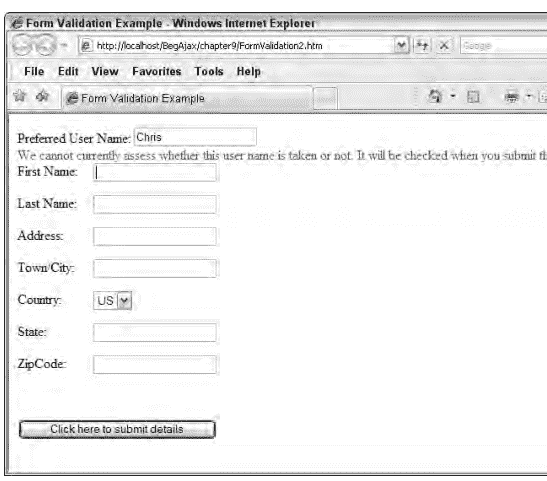 Form Validation Example - Windows Internet Explorer
http://localhost/BegAjax/chapter9/FormValidation2.htm
Google
File Edit View Favorites Tools Help
Form Validation Example
Preferred User Name: Chris
We cannot currently assess whether this user name is taken or not. It will be checked when you submit th
First Name:
Last Name:
Address:
Town/City:
Country: US
State:
ZipCode:
Click here to submit details